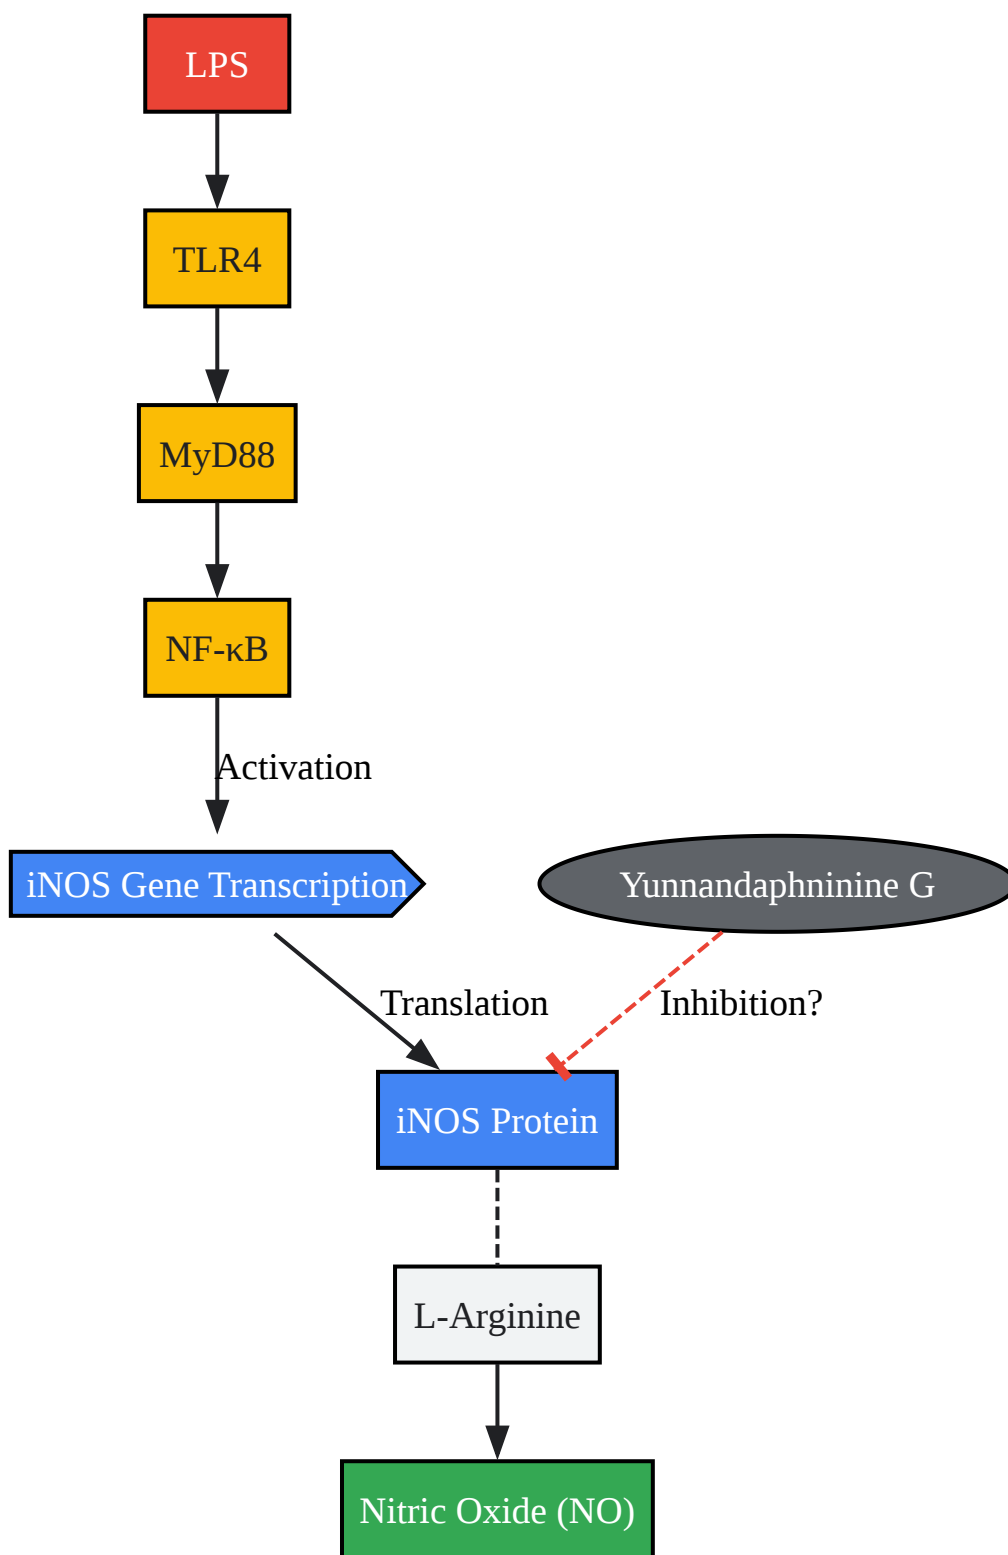 LPS
TLR4
MyD88
NF-κB
Activation
iNOS Gene Transcription
Yunnandaphninine G
Translation
Inhibition?
iNOS Protein
L-Arginine
Nitric Oxide (NO)